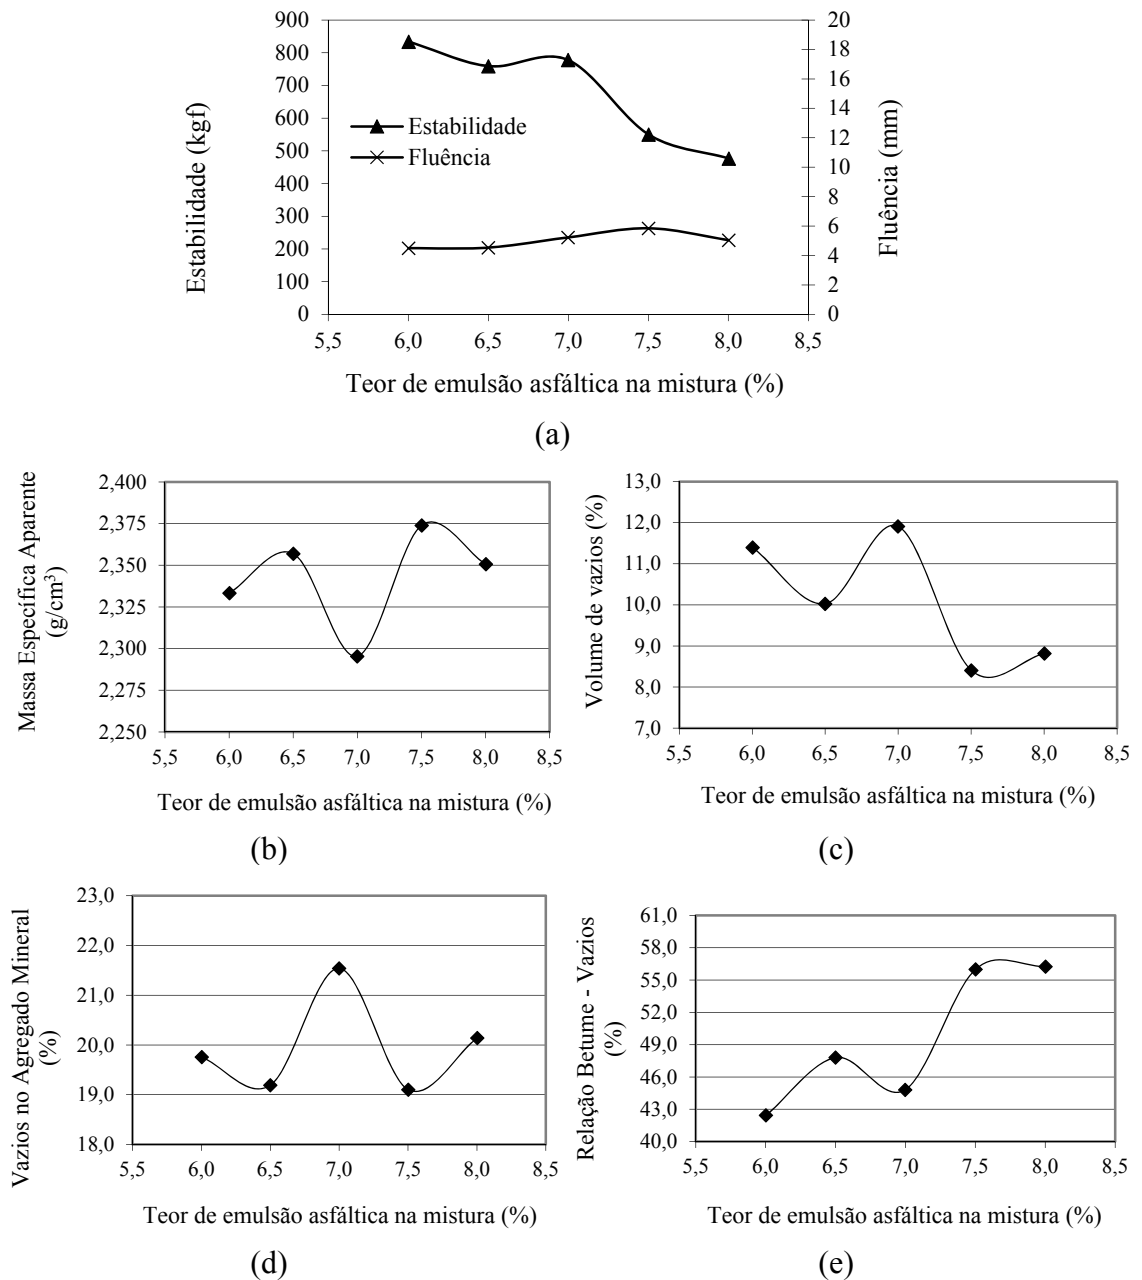 900
800
700
600
500
400
300
200
100
0
Estabilidade (kgf)
Estabilidade
Fluência
20
18
16
14
12
10
8
6
4
2
0
Fluência (mm)
5,5 6,0 6,5 7,0 7,5 8,0 8,5
Teor de emulsão asfáltica na mistura (%)
(a)
Massa Específica Aparente
(g/cm³)
2,400
2,375
2,350
2,325
2,300
2,275
2,250
5,5 6,0 6,5 7,0 7,5 8,0 8,5
Teor de emulsão asfáltica na mistura (%)
(b)
Volume de vazios (%)
13,0
12,0
11,0
10,0
9,0
8,0
7,0
5,5 6,0 6,5 7,0 7,5 8,0 8,5
Teor de emulsão asfáltica na mistura (%)
(c)
Vazios no Agregado Mineral
(%)
23,0
22,0
21,0
20,0
19,0
18,0
5,5 6,0 6,5 7,0 7,5 8,0 8,5
Teor de emulsão asfáltica na mistura (%)
(d)
Relação Betume - Vazios
(%)
61,0
58,0
55,0
52,0
49,0
46,0
43,0
40,0
5,5 6,0 6,5 7,0 7,5 8,0 8,5
Teor de emulsão asfáltica na mistura (%)
(e)